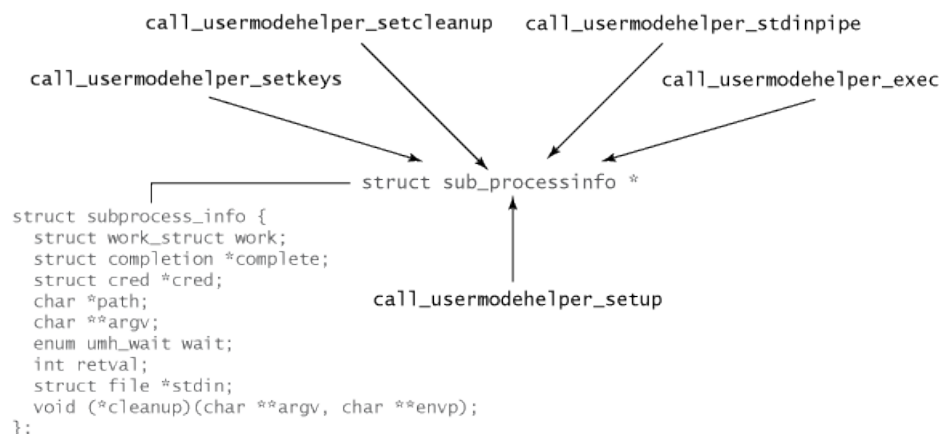 call_usermodehelper_setcleanup
call_usermodehelper_stdinpipe
call_usermodehelper_setkeys
call_usermodehelper_exec
struct sub_processinfo *
struct subprocess_info {
struct work_struct work;
struct completion *complete;
struct cred *cred;
char *path;
char **argv;
enum umh_wait wait;
int retval;
struct file *stdin;
void (*cleanup)(char **argv, char **envp);
};
call_usermodehelper_setup